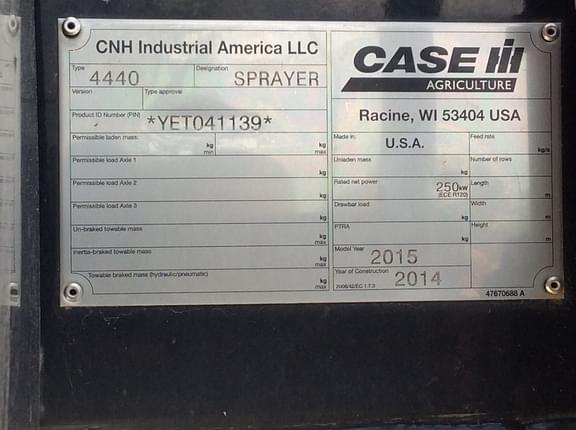 CNH Industrial America LLC
Type
4440
Designation
SPRAYER
Version
Type approval
Product ID Number (PIN)
*YET041139*
Permissible laden mass:
kg
min
kg
max
Permissible load Axle 1
kg
Permissible load Axle 2
kg
Permissible load Axle 3
kg
Un-braked towable mass
kg
max
Inertia-braked towable mass
kg
max
Towable braked mass (hydraulic/pneumatic)
kg
max
CASE IH
AGRICULTURE
Racine, WI 53404 USA
Made in:
U.S.A.
Feed rate
kg/s
Unladen mass
kg
Number of rows
Rated net power
250kW
(ECE R120)
Length
m
Drawbar load
kg
Width
m
PTRA
kg
Height
m
Model Year
2015
Year of Construction
2014
2006/42/EC 1.7.3
47670688 A